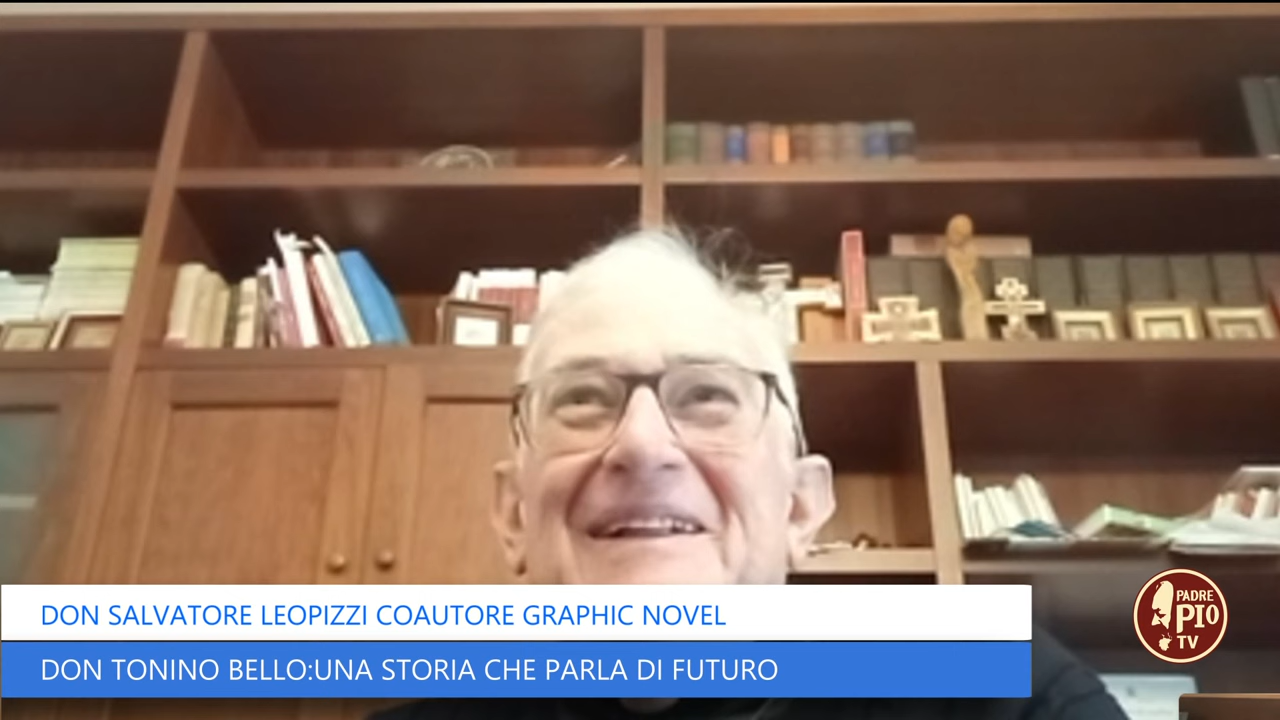 DON SALVATORE LEOPIZZI COAUTORE GRAPHIC NOVEL
DON TONINO BELLO:UNA STORIA CHE PARLA DI FUTURO
PADRE
PIO
TV